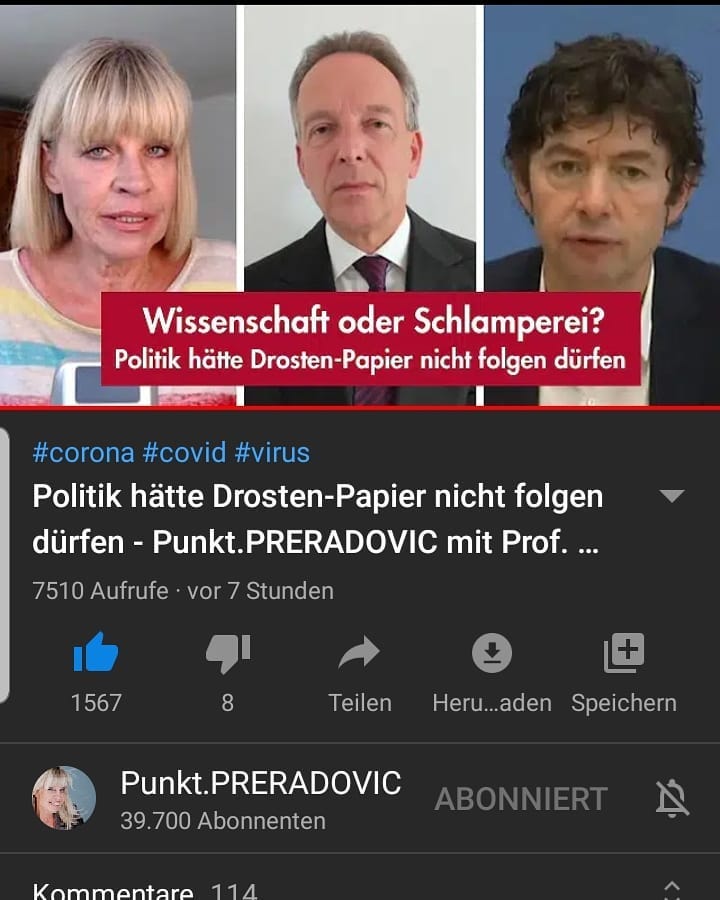 Wissenschaft oder Schlamperei?
Politik hätte Drosten-Papier nicht folgen dürfen
#corona #covid #virus
Politik hätte Drosten-Papier nicht folgen
dürfen - Punkt.PRERADOVIC mit Prof. ...
7510 Aufrufe · vor 7 Stunden
1567 8 Teilen Heru...aden Speichern
Punkt.PRERADOVIC ABONNIERT
39.700 Abonnenten
Kommentare 114